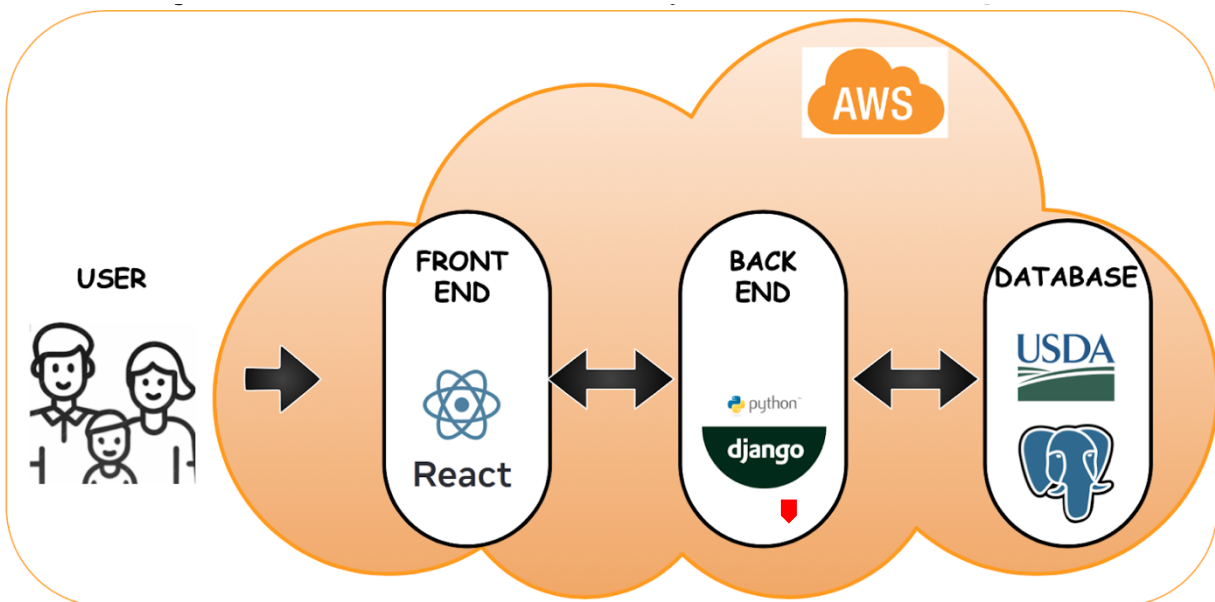 AWS
USER
FRONT
END
React
BACK
END
python
django
DATABASE
USDA